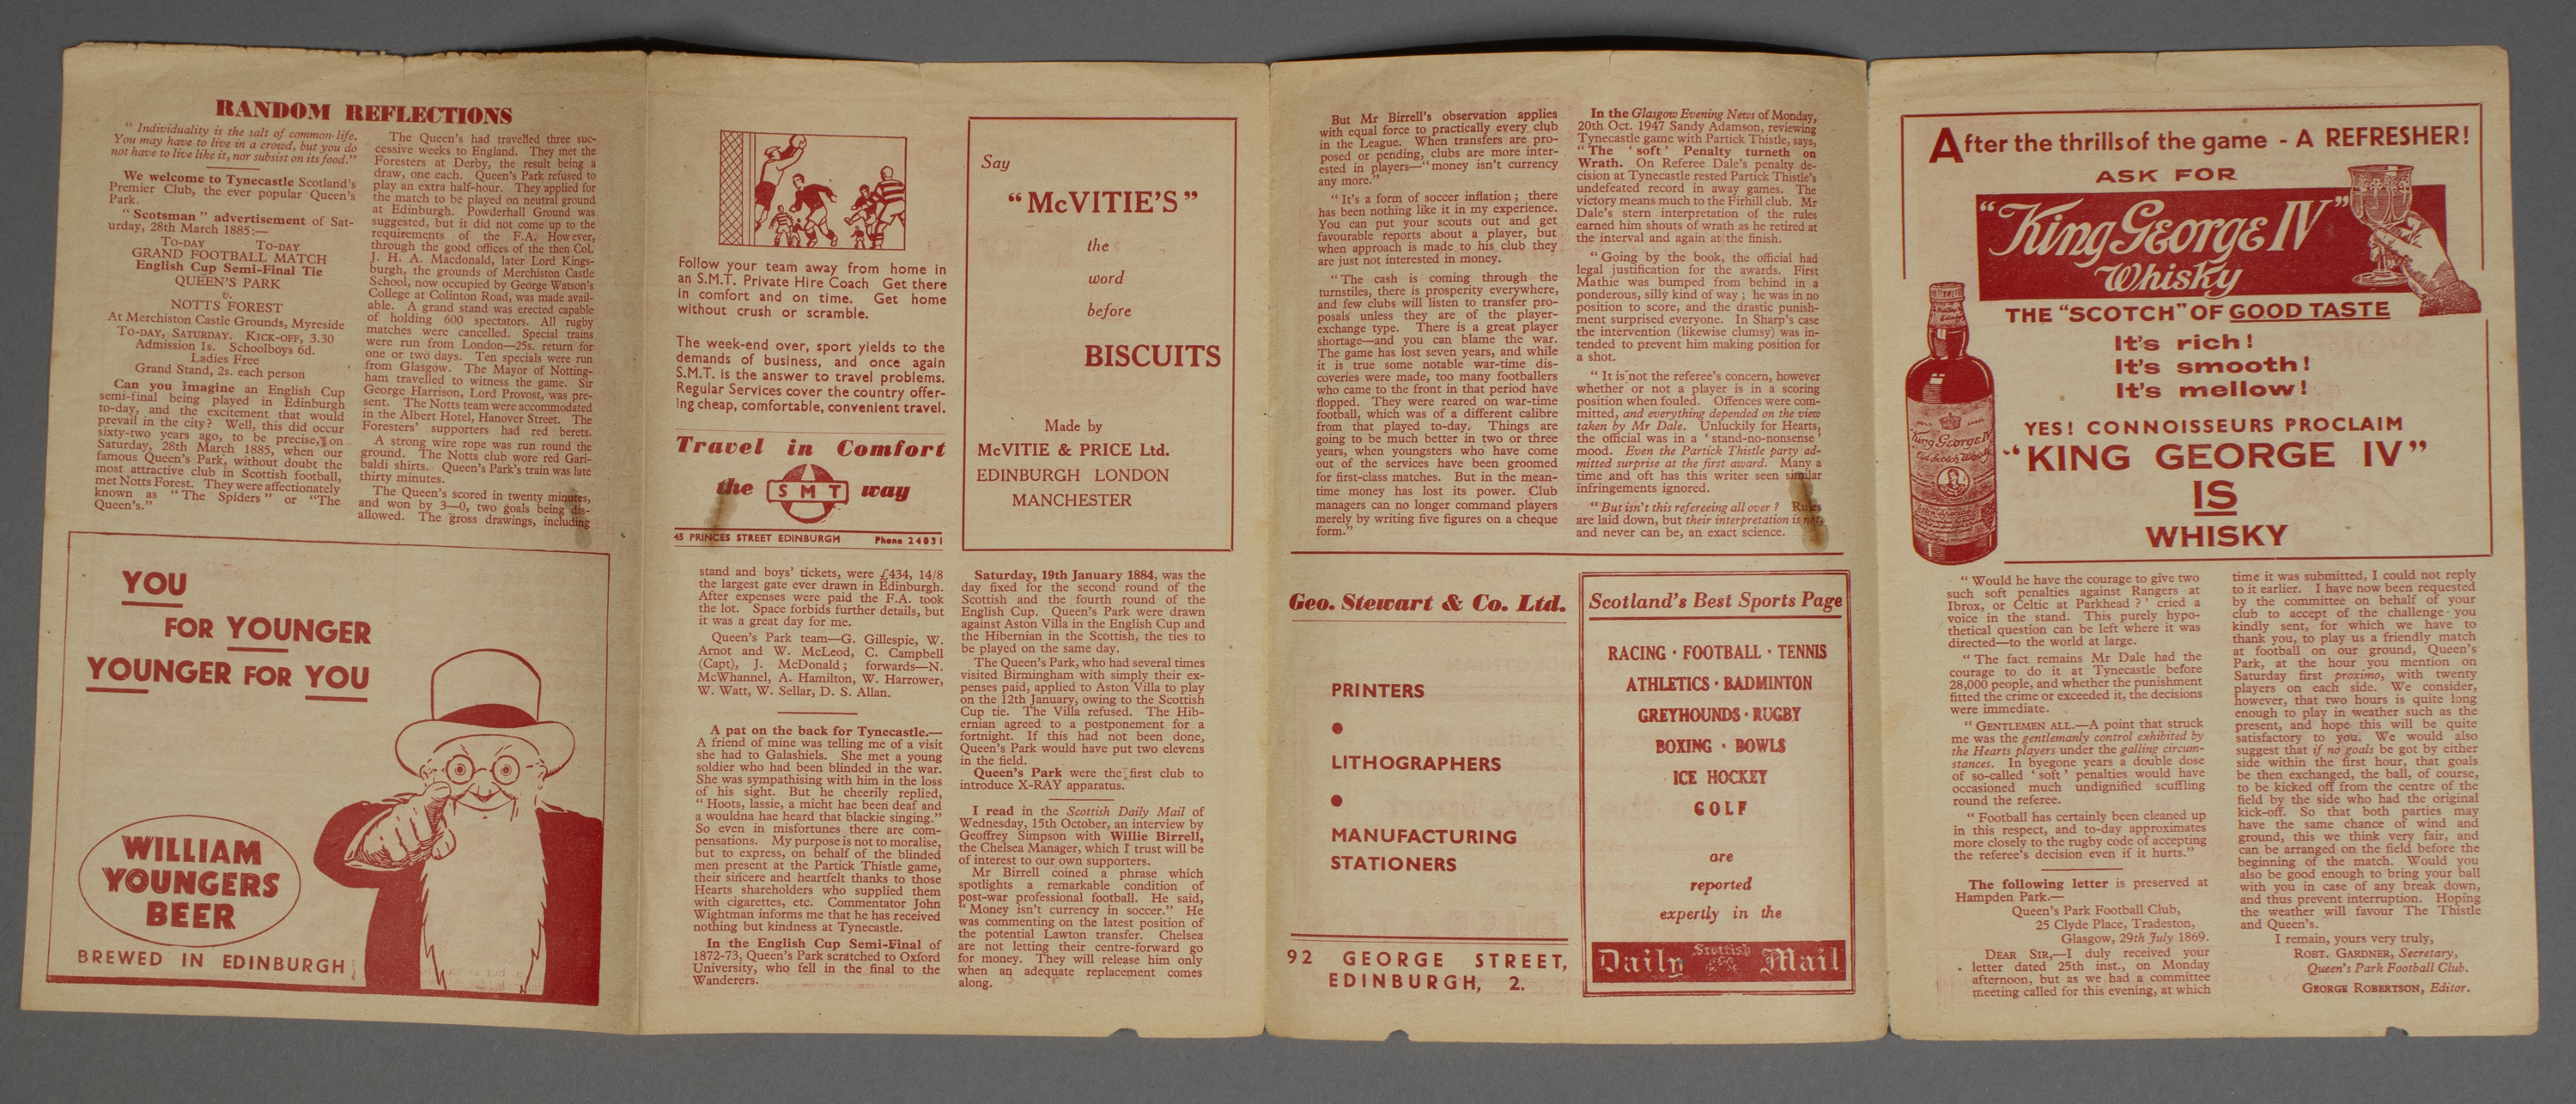 RANDOM REFLECTIONS
" Individuality is the salt of common life.
You may have to live in a crowd, but you do
not have to live like it, nor subsist on its food."
We welcome to Tynecastle Scotland's
Premier Club, the ever popular Queen's
Park.
" Scotsman " advertisement of Sat-
urday, 28th March 1885:—
TO-DAY TO-DAY
GRAND FOOTBALL MATCH
English Cup Semi-Final Tie
QUEEN'S PARK
v.
NOTTS FOREST
At Merchiston Castle Grounds, Myreside
TO-DAY, SATURDAY. KICK-OFF, 3.30
Admission 1s. Schoolboys 6d.
Ladies Free
Grand Stand, 2s. each person
Can you imagine an English Cup
semi-final being played in Edinburgh
to-day, and the excitement that would
prevail in the city? Well, this did occur
sixty-two years ago, to be precise, on
Saturday, 28th March 1885, when our
famous Queen's Park, without doubt the
most attractive club in Scottish football,
met Notts Forest. They were affectionately
known as " The Spiders " or " The
Queen's."
The Queen's had travelled three suc-
cessive weeks to England. They met the
Foresters at Derby, the result being a
draw, one each. Queen's Park refused to
play an extra half-hour. They applied for
the match to be played on neutral ground
at Edinburgh. Powderhall Ground was
suggested, but it did not come up to the
requirements of the F.A. However,
through the good offices of the then Col.
J. H. A. Macdonald, later Lord Kings-
burgh, the grounds of Merchiston Castle
School, now occupied by George Watson's
College at Colinton Road, was made avail-
able. A grand stand was erected capable
of holding 600 spectators. All rugby
matches were cancelled. Special trains
were run from London—25s. return for
one or two days. Ten specials were run
from Glasgow. The Mayor of Notting-
ham travelled to witness the game. Sir
George Harrison, Lord Provost, was pre-
sent. The Notts team were accommodated
in the Albert Hotel, Hanover Street. The
Foresters' supporters had red berets.
A strong wire rope was run round the
ground. The Notts club wore red Gari-
baldi shirts. Queen's Park's train was late
thirty minutes.
The Queen's scored in twenty minutes,
and won by 3—0, two goals being dis-
allowed. The gross drawings, including
YOU
FOR YOUNGER
YOUNGER FOR YOU
WILLIAM
YOUNGERS
BEER
BREWED IN EDINBURGH
Follow your team away from home in
an S.M.T. Private Hire Coach Get there
in comfort and on time. Get home
without crush or scramble.
The week-end over, sport yields to the
demands of business, and once again
S.M.T. is the answer to travel problems.
Regular Services cover the country offer-
ing cheap, comfortable, convenient travel.
Travel in Comfort
the SMT way
45 PRINCES STREET EDINBURGH Phone 24031
Say
"McVITIE'S"
the
word
before
BISCUITS
Made by
McVITIE & PRICE Ltd.
EDINBURGH LONDON
MANCHESTER
stand and boys' tickets, were £434, 14/8
the largest gate ever drawn in Edinburgh.
After expenses were paid the F.A. took
the lot. Space forbids further details, but
it was a great day for me.
Queen's Park team—G. Gillespie, W.
Arnot and W. McLeod, C. Campbell
(Capt), J. McDonald; forwards—N.
McWhannel, A. Hamilton, W. Harrower,
W. Watt, W. Sellar, D. S. Allan.
A pat on the back for Tynecastle.—
A friend of mine was telling me of a visit
she had to Galashiels. She met a young
soldier who had been blinded in the war.
She was sympathising with him in the loss
of his sight. But he cheerily replied,
" Hoots, lassie, a micht hae been deaf and
a wouldna hae heard that blackie singing."
So even in misfortunes there are com-
pensations. My purpose is not to moralise,
but to express, on behalf of the blinded
men present at the Partick Thistle game,
their sincere and heartfelt thanks to those
Hearts shareholders who supplied them
with cigarettes, etc. Commentator John
Wightman informs me that he has received
nothing but kindness at Tynecastle.
In the English Cup Semi-Final of
1872-73, Queen's Park scratched to Oxford
University, who fell in the final to the
Wanderers.
Saturday, 19th January 1884, was the
day fixed for the second round of the
Scottish and the fourth round of the
English Cup. Queen's Park were drawn
against Aston Villa in the English Cup and
the Hibernian in the Scottish, the ties to
be played on the same day.
The Queen's Park, who had several times
visited Birmingham with simply their ex-
penses paid, applied to Aston Villa to play
on the 12th January, owing to the Scottish
Cup tie. The Villa refused. The Hib-
ernian agreed to a postponement for a
fortnight. If this had not been done,
Queen's Park would have put two elevens
in the field.
Queen's Park were the first club to
introduce X-RAY apparatus.
I read in the Scottish Daily Mail of
Wednesday, 15th October, an interview by
Geoffrey Simpson with Willie Birrell,
the Chelsea Manager, which I trust will be
of interest to our own supporters.
Mr Birrell coined a phrase which
spotlights a remarkable condition of
post-war professional football. He said,
" Money isn't currency in soccer." He
was commenting on the latest position of
the potential Lawton transfer. Chelsea
are not letting their centre-forward go
for money. They will release him only
when an adequate replacement comes
along.
But Mr Birrell's observation applies
with equal force to practically every club
in the League. When transfers are pro-
posed or pending, clubs are more inter-
ested in players—" money isn't currency
any more."
" It's a form of soccer inflation; there
has been nothing like it in my experience.
You can put your scouts out and get
favourable reports about a player, but
when approach is made to his club they
are just not interested in money.
" The cash is coming through the
turnstiles, there is prosperity everywhere,
and few clubs will listen to transfer pro-
posals unless they are of the player-
exchange type. There is a great player
shortage—and you can blame the war.
The game has lost seven years, and while
it is true some notable war-time dis-
coveries were made, too many footballers
who came to the front in that period have
flopped. They were reared on war-time
football, which was of a different calibre
from that played to-day. Things are
going to be much better in two or three
years, when youngsters who have come
out of the services have been groomed
for first-class matches. But in the mean-
time money has lost its power. Club
managers can no longer command players
merely by writing five figures on a cheque
form."
In the Glasgow Evening News of Monday,
20th Oct. 1947 Sandy Adamson, reviewing
Tynecastle game with Partick Thistle, says,
" The ' soft ' Penalty turneth on
Wrath. On Referee Dale's penalty de-
cision at Tynecastle rested Partick Thistle's
undefeated record in away games. The
victory means much to the Firhill club. Mr
Dale's stern interpretation of the rules
earned him shouts of wrath as he retired at
the interval and again at the finish.
" Going by the book, the official had
legal justification for the awards. First
Mathie was bumped from behind in a
ponderous, silly kind of way; he was in no
position to score, and the drastic punish-
ment surprised everyone. In Sharp's case
the intervention (likewise clumsy) was in-
tended to prevent him making position for
a shot.
" It is not the referee's concern, however
whether or not a player is in a scoring
position when fouled. Offences were com-
mitted, and everything depended on the view
taken by Mr Dale. Unluckily for Hearts,
the official was in a ' stand-no-nonsense '
mood. Even the Partick Thistle party ad-
mitted surprise at the first award. Many a
time and oft has this writer seen similar
infringements ignored.
" But isn't this refereeing all over? Rules
are laid down, but their interpretation is not,
and never can be, an exact science.
Geo. Stewart & Co. Ltd.
PRINTERS
•
LITHOGRAPHERS
•
MANUFACTURING
STATIONERS
92 GEORGE STREET,
EDINBURGH, 2.
Scotland's Best Sports Page
RACING · FOOTBALL · TENNIS
ATHLETICS · BADMINTON
GREYHOUNDS · RUGBY
BOXING · BOWLS
ICE HOCKEY
GOLF
are
reported
expertly in the
Daily Scottish Mail
After the thrills of the game - A REFRESHER!
ASK FOR
"King George IV"
Whisky
THE "SCOTCH" OF GOOD TASTE
It's rich!
It's smooth!
It's mellow!
YES! CONNOISSEURS PROCLAIM
"KING GEORGE IV"
IS
WHISKY
King George IV
Old Scotch Whisky
" Would he have the courage to give two
such soft penalties against Rangers at
Ibrox, or Celtic at Parkhead ? ' cried a
voice in the stand. This purely hypo-
thetical question can be left where it was
directed—to the world at large.
" The fact remains Mr Dale had the
courage to do it at Tynecastle before
28,000 people, and whether the punishment
fitted the crime or exceeded it, the decisions
were immediate.
" GENTLEMEN ALL.—A point that struck
me was the gentlemanly control exhibited by
the Hearts players under the galling circum-
stances. In byegone years a double dose
of so-called ' soft ' penalties would have
occasioned much undignified scuffling
round the referee.
" Football has certainly been cleaned up
in this respect, and to-day approximates
more closely to the rugby code of accepting
the referee's decision even if it hurts."
The following letter is preserved at
Hampden Park.—
Queen's Park Football Club,
25 Clyde Place, Tradeston,
Glasgow, 29th July 1869.
DEAR SIR,—I duly received your
letter dated 25th inst., on Monday
afternoon, but as we had a committee
meeting called for this evening, at which
time it was submitted, I could not reply
to it earlier. I have now been requested
by the committee on behalf of your
club to accept of the challenge you
kindly sent, for which we have to
thank you, to play us a friendly match
at football on our ground, Queen's
Park, at the hour you mention on
Saturday first proximo, with twenty
players on each side. We consider,
however, that two hours is quite long
enough to play in weather such as the
present, and hope this will be quite
satisfactory to you. We would also
suggest that if no goals be got by either
side within the first hour, that goals
be then exchanged, the ball, of course,
to be kicked off from the centre of the
field by the side who had the original
kick-off. So that both parties may
have the same chance of wind and
ground, this we think very fair, and
can be arranged on the field before the
beginning of the match. Would you
also be good enough to bring your ball
with you in case of any break down,
and thus prevent interruption. Hoping
the weather will favour The Thistle
and Queen's.
I remain, yours very truly,
ROBT. GARDNER, Secretary,
Queen's Park Football Club.
GEORGE ROBERTSON, Editor.